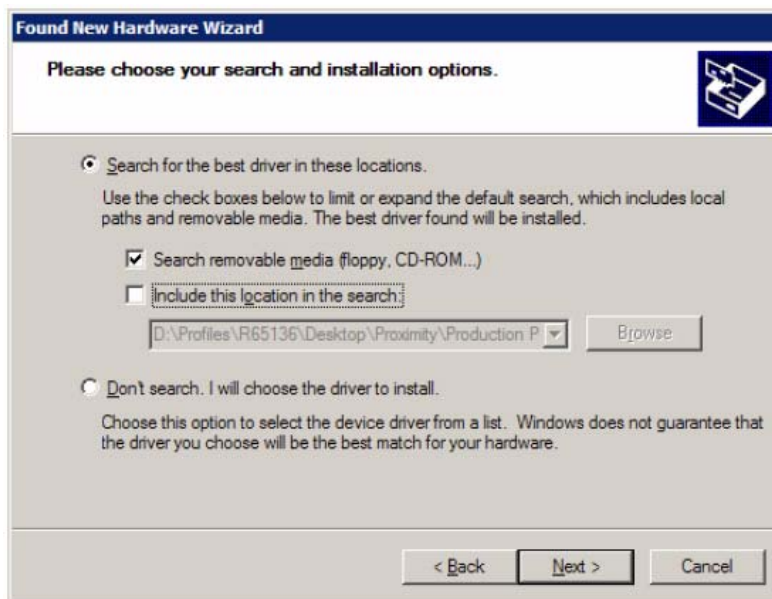 Found New Hardware Wizard
Please choose your search and installation options.
Search for the best driver in these locations.
Use the check boxes below to limit or expand the default search, which includes local
paths and removable media. The best driver found will be installed.
Search removable media (floppy, CD-ROM...)
Include this location in the search:
D:\Profiles\R65136\Desktop\Proximity\Production P
Browse
Don't search. I will choose the driver to install.
Choose this option to select the device driver from a list. Windows does not guarantee that
the driver you choose will be the best match for your hardware.
< Back
Next >
Cancel